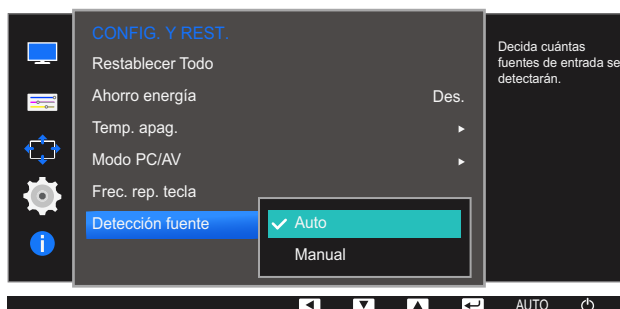 CONFIG. Y REST.
Restablecer Todo
Ahorro energía Des.
Temp. apag.
Modo PC/AV
Frec. rep. tecla
Detección fuente
Auto
Manual
Decida cuántas
fuentes de entrada se
detectarán.
AUTO